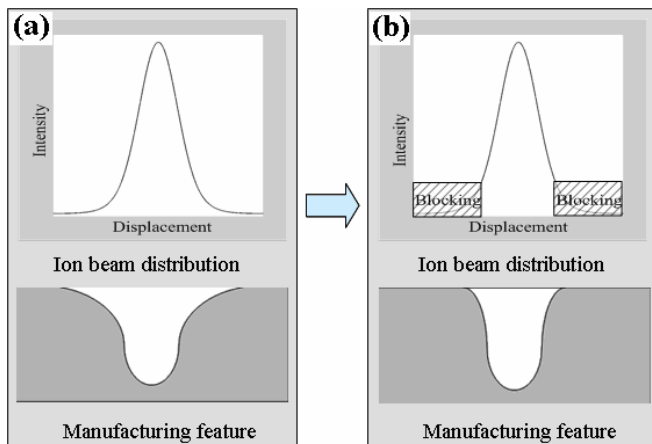 (a)
Intensity
Displacement
Ion beam distribution
Manufacturing feature
(b)
Intensity
Blocking
Blocking
Displacement
Ion beam distribution
Manufacturing feature